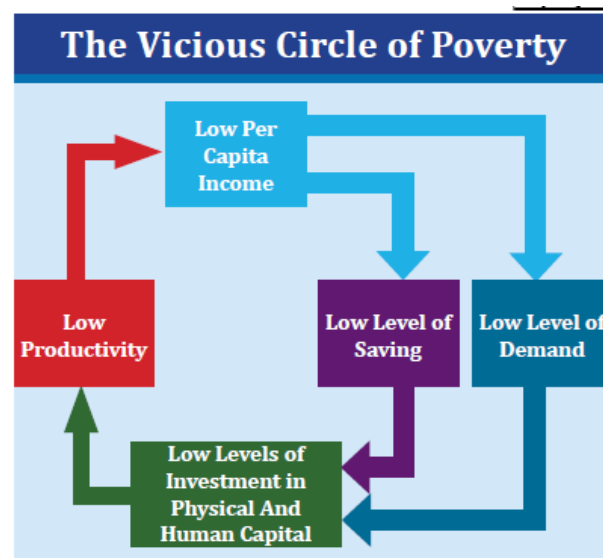 The Vicious Circle of Poverty
Low Per
Capita
Income
Low
Productivity
Low Level of
Saving
Low Level of
Demand
Low Levels of
Investment in
Physical And
Human Capital